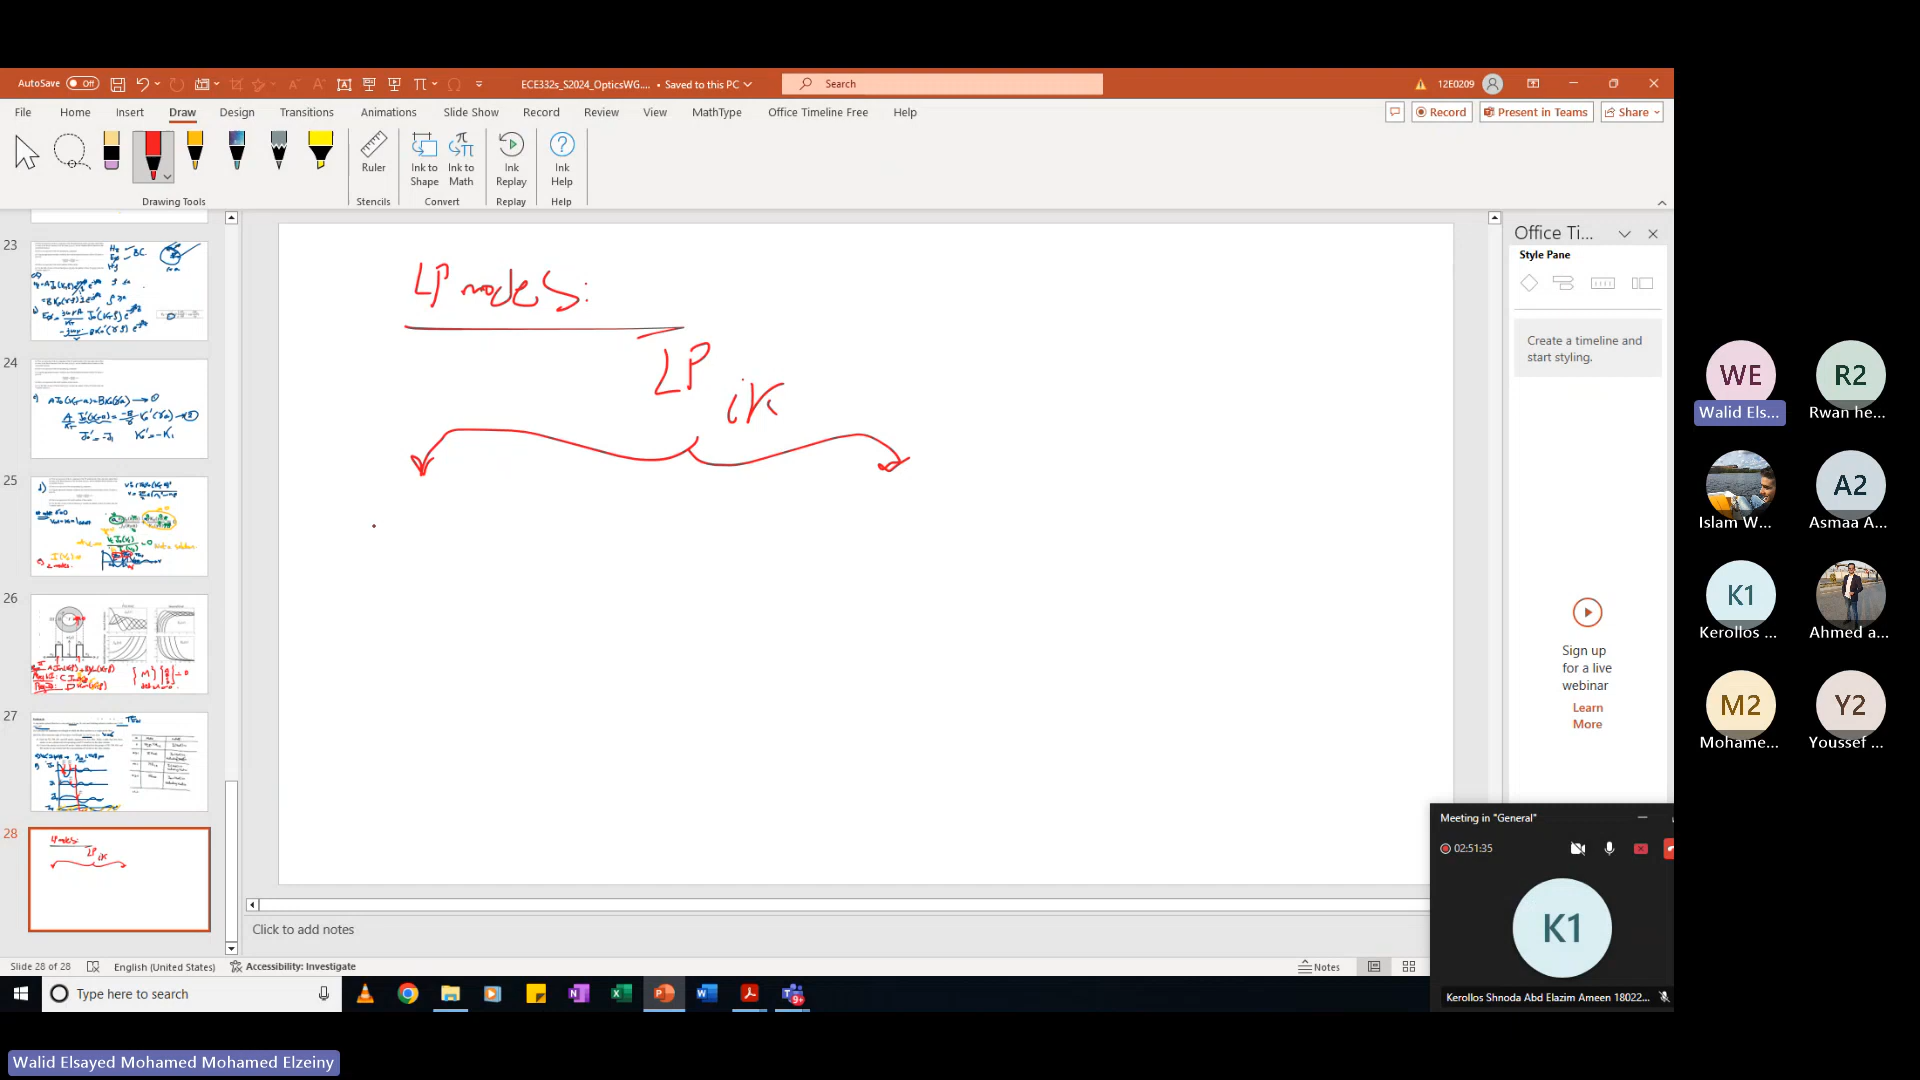 AutoSave Off
ECE332s_S2024_OpticsWG.... • Saved to this PC
Search
12E0209
File Home Insert Draw Design Transitions Animations Slide Show Record Review View MathType Office Timeline Free Help
Record Present in Teams Share
Ruler
Ink to Shape
Ink to Math
Ink Replay
Ink Help
Drawing Tools Stencils Convert Replay Help
23
24
25
26
27
28
LP modes:
LP iK
Office Ti...
Style Pane
Create a timeline and
start styling.
Sign up
for a live
webinar
Learn
More
Click to add notes
Slide 28 of 28 English (United States) Accessibility: Investigate Notes
Type here to search
Meeting in "General"
02:51:35
K1
Kerollos Shnoda Abd Elazim Ameen 18022...
WE
Walid Els...
R2
Rwan he...
Islam W...
A2
Asmaa A...
K1
Kerollos ...
Ahmed a...
M2
Mohame...
Y2
Youssef ...
Walid Elsayed Mohamed Mohamed Elzeiny